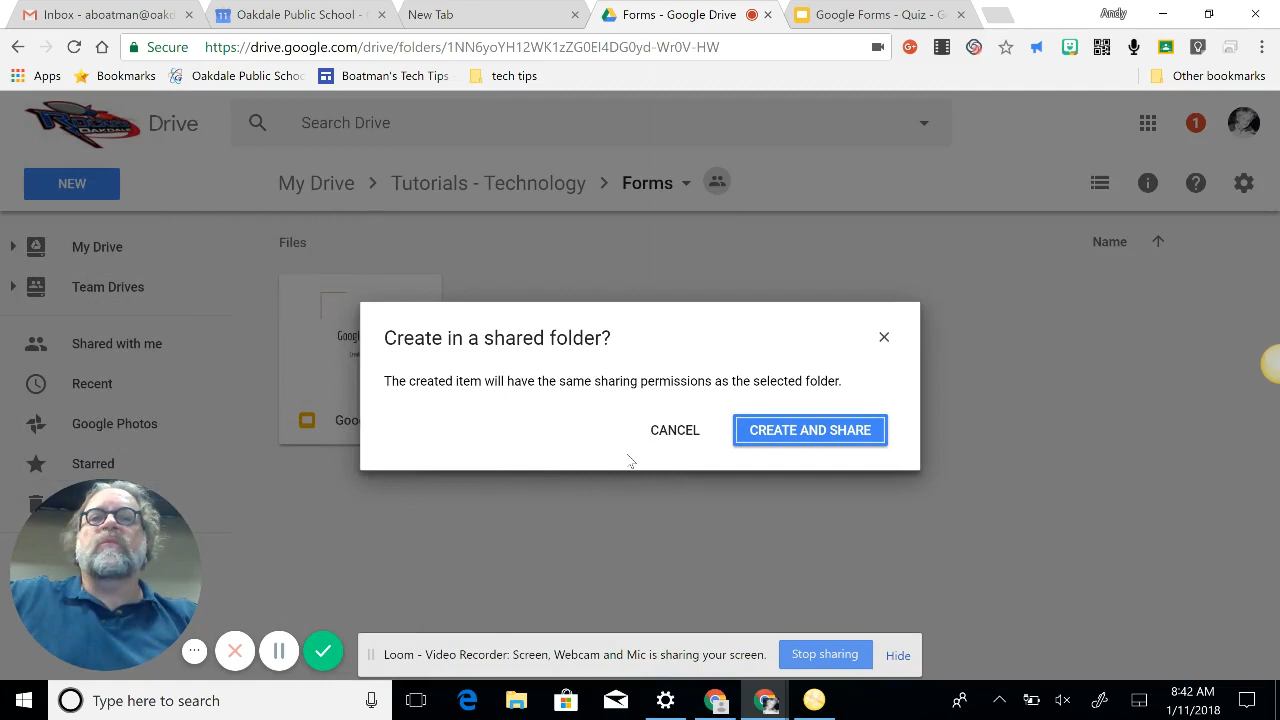 Inbox - aboatman@oakd
Oakdale Public School -
New Tab
Forms - Google Drive
Google Forms - Quiz - G
Andy
Secure
https://drive.google.com/drive/folders/1NN6yoYH12WK1zZG0EI4DG0yd-Wr0V-HW
Apps
Bookmarks
Oakdale Public Schoo
Boatman's Tech Tips
tech tips
Other bookmarks
ROCKETS
OAKDALE
Drive
Search Drive
1
NEW
My Drive
Tutorials - Technology
Forms
My Drive
Team Drives
Shared with me
Recent
Google Photos
Starred
Files
Name
Goog
Create in a shared folder?
The created item will have the same sharing permissions as the selected folder.
CANCEL
CREATE AND SHARE
Loom - Video Recorder: Screen, Webcam and Mic is sharing your screen.
Stop sharing
Hide
Type here to search
8:42 AM
1/11/2018